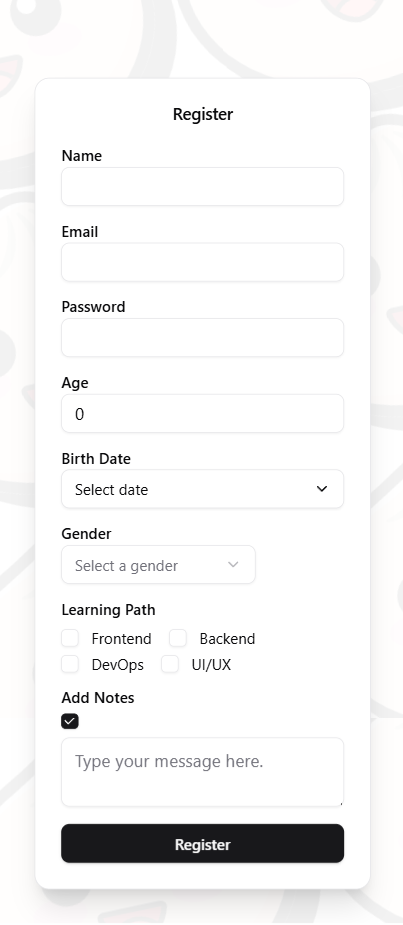 Register
Name
Email
Password
Age
0
Birth Date
Select date
Gender
Select a gender
Learning Path
Frontend Backend
DevOps UI/UX
Add Notes
Type your message here.
Register